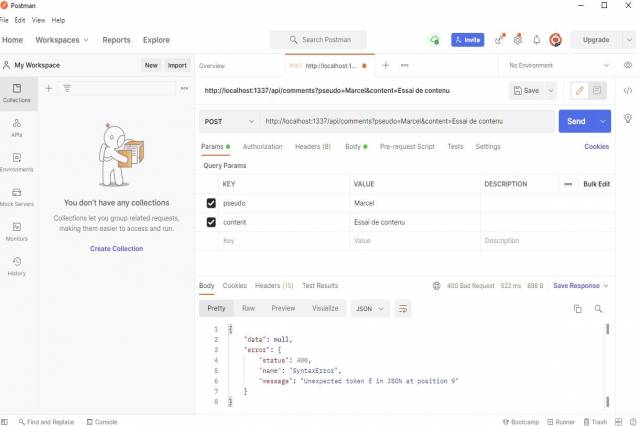 Postman
File Edit View Help
Home Workspaces Reports Explore Search Postman Invite Upgrade
My Workspace New Import Overview POST http://localhost:1... No Environment
Collections
http://localhost:1337/api/comments?pseudo=Marcel&content=Essai de contenu Save
POST http://localhost:1337/api/comments?pseudo=Marcel&content=Essai de contenu Send
APIs
Params Authorization Headers (8) Body Pre-request Script Tests Settings Cookies
Environments
Query Params
KEY VALUE DESCRIPTION Bulk Edit
Mock Servers
You don't have any collections
pseudo Marcel
Collections let you group related requests,
making them easier to access and run.
content Essai de contenu
Monitors
Create Collection
Key Value Description
History
Body Cookies Headers (15) Test Results 400 Bad Request 522 ms 898 B Save Response
Pretty Raw Preview Visualize JSON
1 {
2 "data": null,
3 "error": {
4 "status": 400,
5 "name": "SyntaxError",
6 "message": "Unexpected token f in JSON at position 9"
7 }
8 }
Find and Replace Console Bootcamp Runner Trash